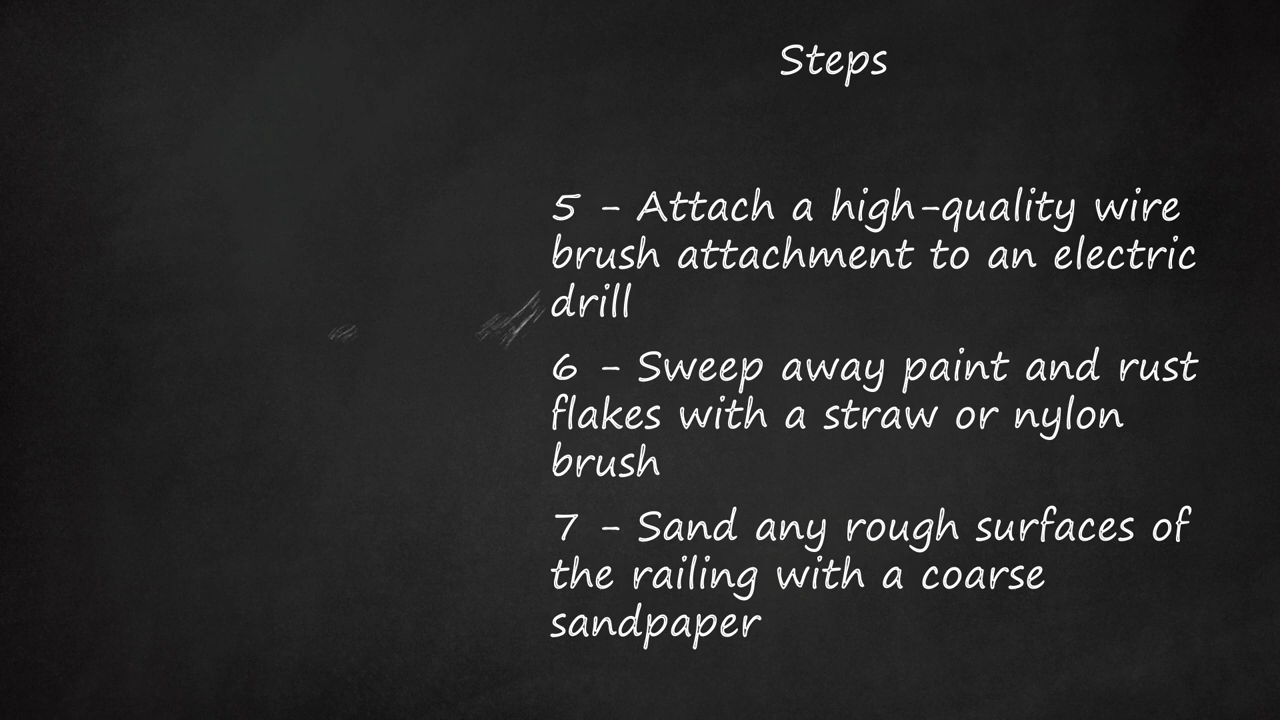 Steps
5 - Attach a high-quality wire
brush attachment to an electric
drill
6 - Sweep away paint and rust
flakes with a straw or nylon
brush
7 - Sand any rough surfaces of
the railing with a coarse
sandpaper